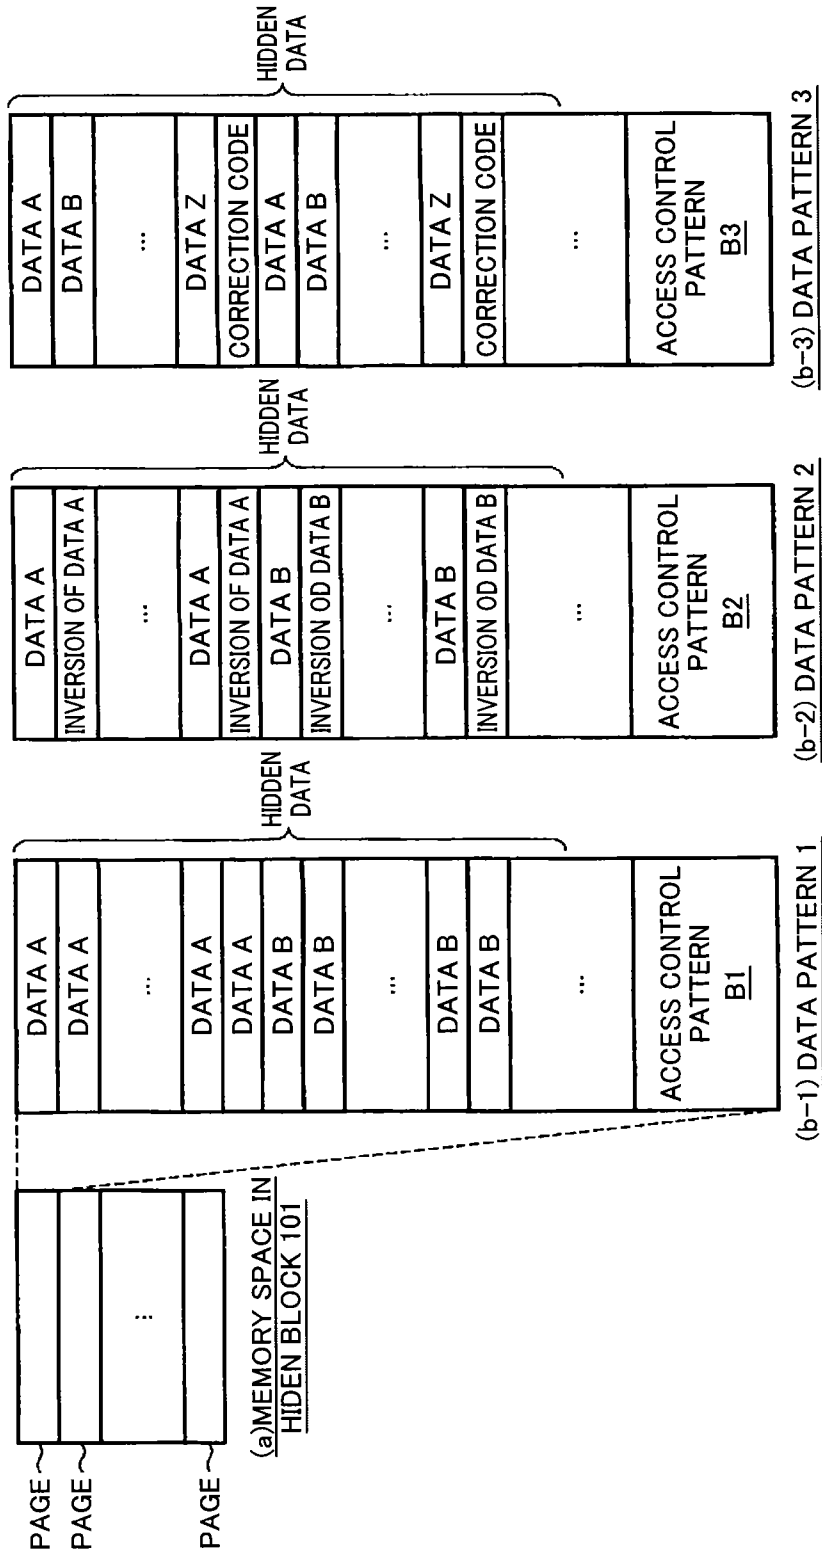 PAGE
PAGE
...
PAGE
(a)MEMORY SPACE IN
HIDEN BLOCK 101
DATA A
DATA A
...
DATA A
DATA A
DATA B
DATA B
...
DATA B
DATA B
...
ACCESS CONTROL
PATTERN
B1
HIDDEN
DATA
(b-1) DATA PATTERN 1
DATA A
INVERSION OF DATA A
...
DATA A
INVERSION OF DATA A
DATA B
INVERSION OD DATA B
...
DATA B
INVERSION OD DATA B
...
ACCESS CONTROL
PATTERN
B2
HIDDEN
DATA
(b-2) DATA PATTERN 2
DATA A
DATA B
...
DATA Z
CORRECTION CODE
DATA A
DATA B
...
DATA Z
CORRECTION CODE
...
ACCESS CONTROL
PATTERN
B3
HIDDEN
DATA
(b-3) DATA PATTERN 3